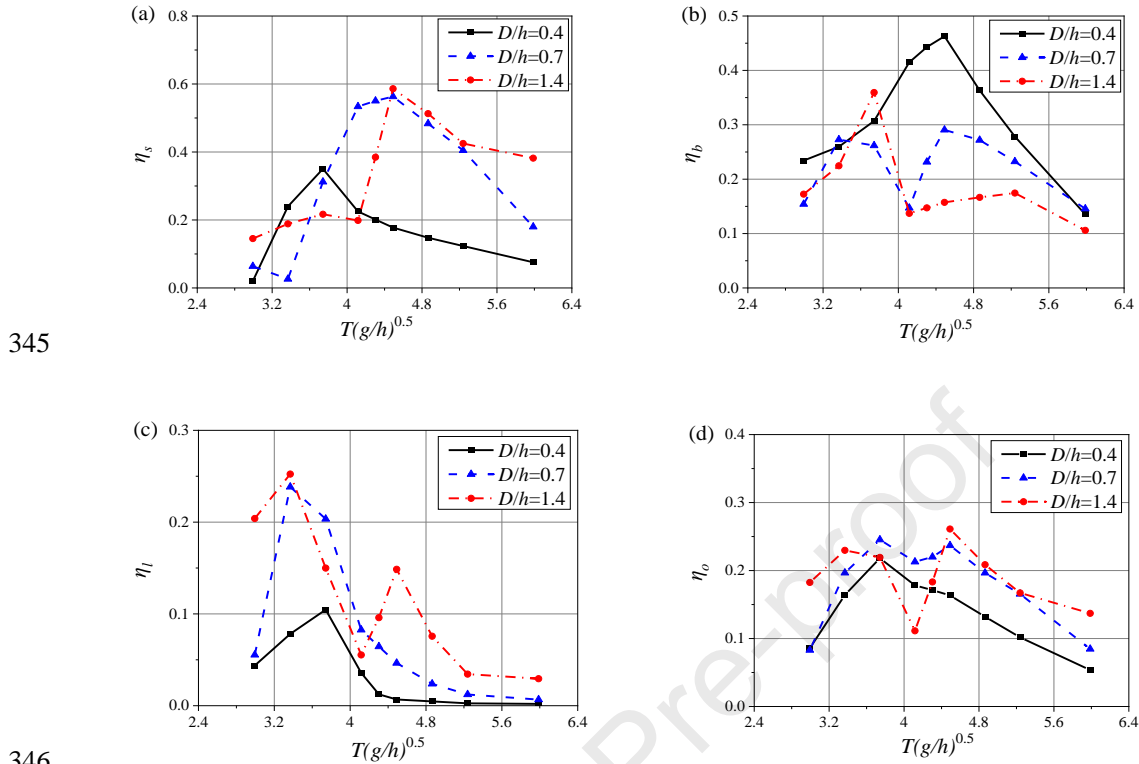 (a)
0.8
0.6
0.4
0.2
0.0
ηs
D/h=0.4
D/h=0.7
D/h=1.4
2.4 3.2 4 4.8 5.6 6.4
T(g/h)^0.5
(b)
0.5
0.4
0.3
0.2
0.1
0.0
ηb
D/h=0.4
D/h=0.7
D/h=1.4
2.4 3.2 4 4.8 5.6 6.4
T(g/h)^0.5
345
(c)
0.3
0.2
0.1
0.0
ηl
D/h=0.4
D/h=0.7
D/h=1.4
2.4 3.2 4 4.8 5.6 6.4
T(g/h)^0.5
(d)
0.4
0.3
0.2
0.1
0.0
ηo
D/h=0.4
D/h=0.7
D/h=1.4
2.4 3.2 4 4.8 5.6 6.4
T(g/h)^0.5
346
Pre-proof